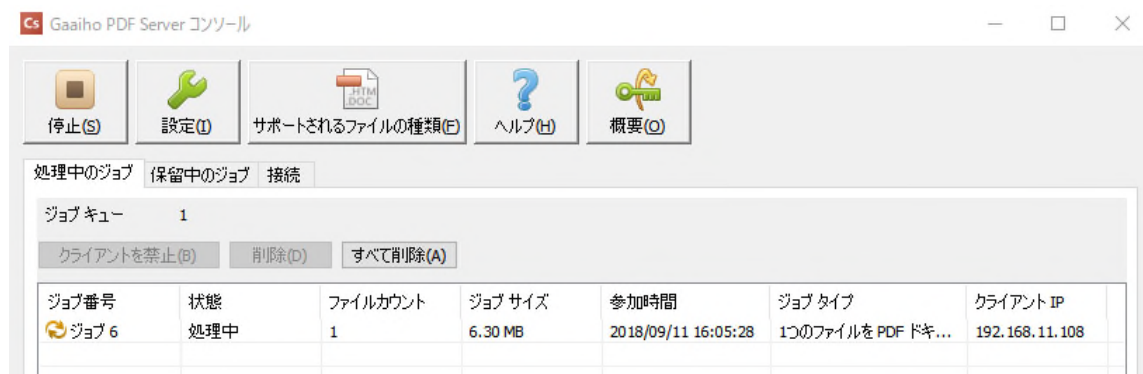 Cs Gaaiho PDF Server コンソール
.HTM
.DOC
停止(S) 設定(I) サポートされるファイルの種類(F) ヘルプ(H) 概要(O)
処理中のジョブ 保留中のジョブ 接続
ジョブ キュー 1
クライアントを禁止(B) 削除(D) すべて削除(A)
ジョブ番号 状態 ファイルカウント ジョブ サイズ 参加時間 ジョブ タイプ クライアント IP
ジョブ 6 処理中 1 6.30 MB 2018/09/11 16:05:28 1つのファイルを PDF ドキ... 192.168.11.108